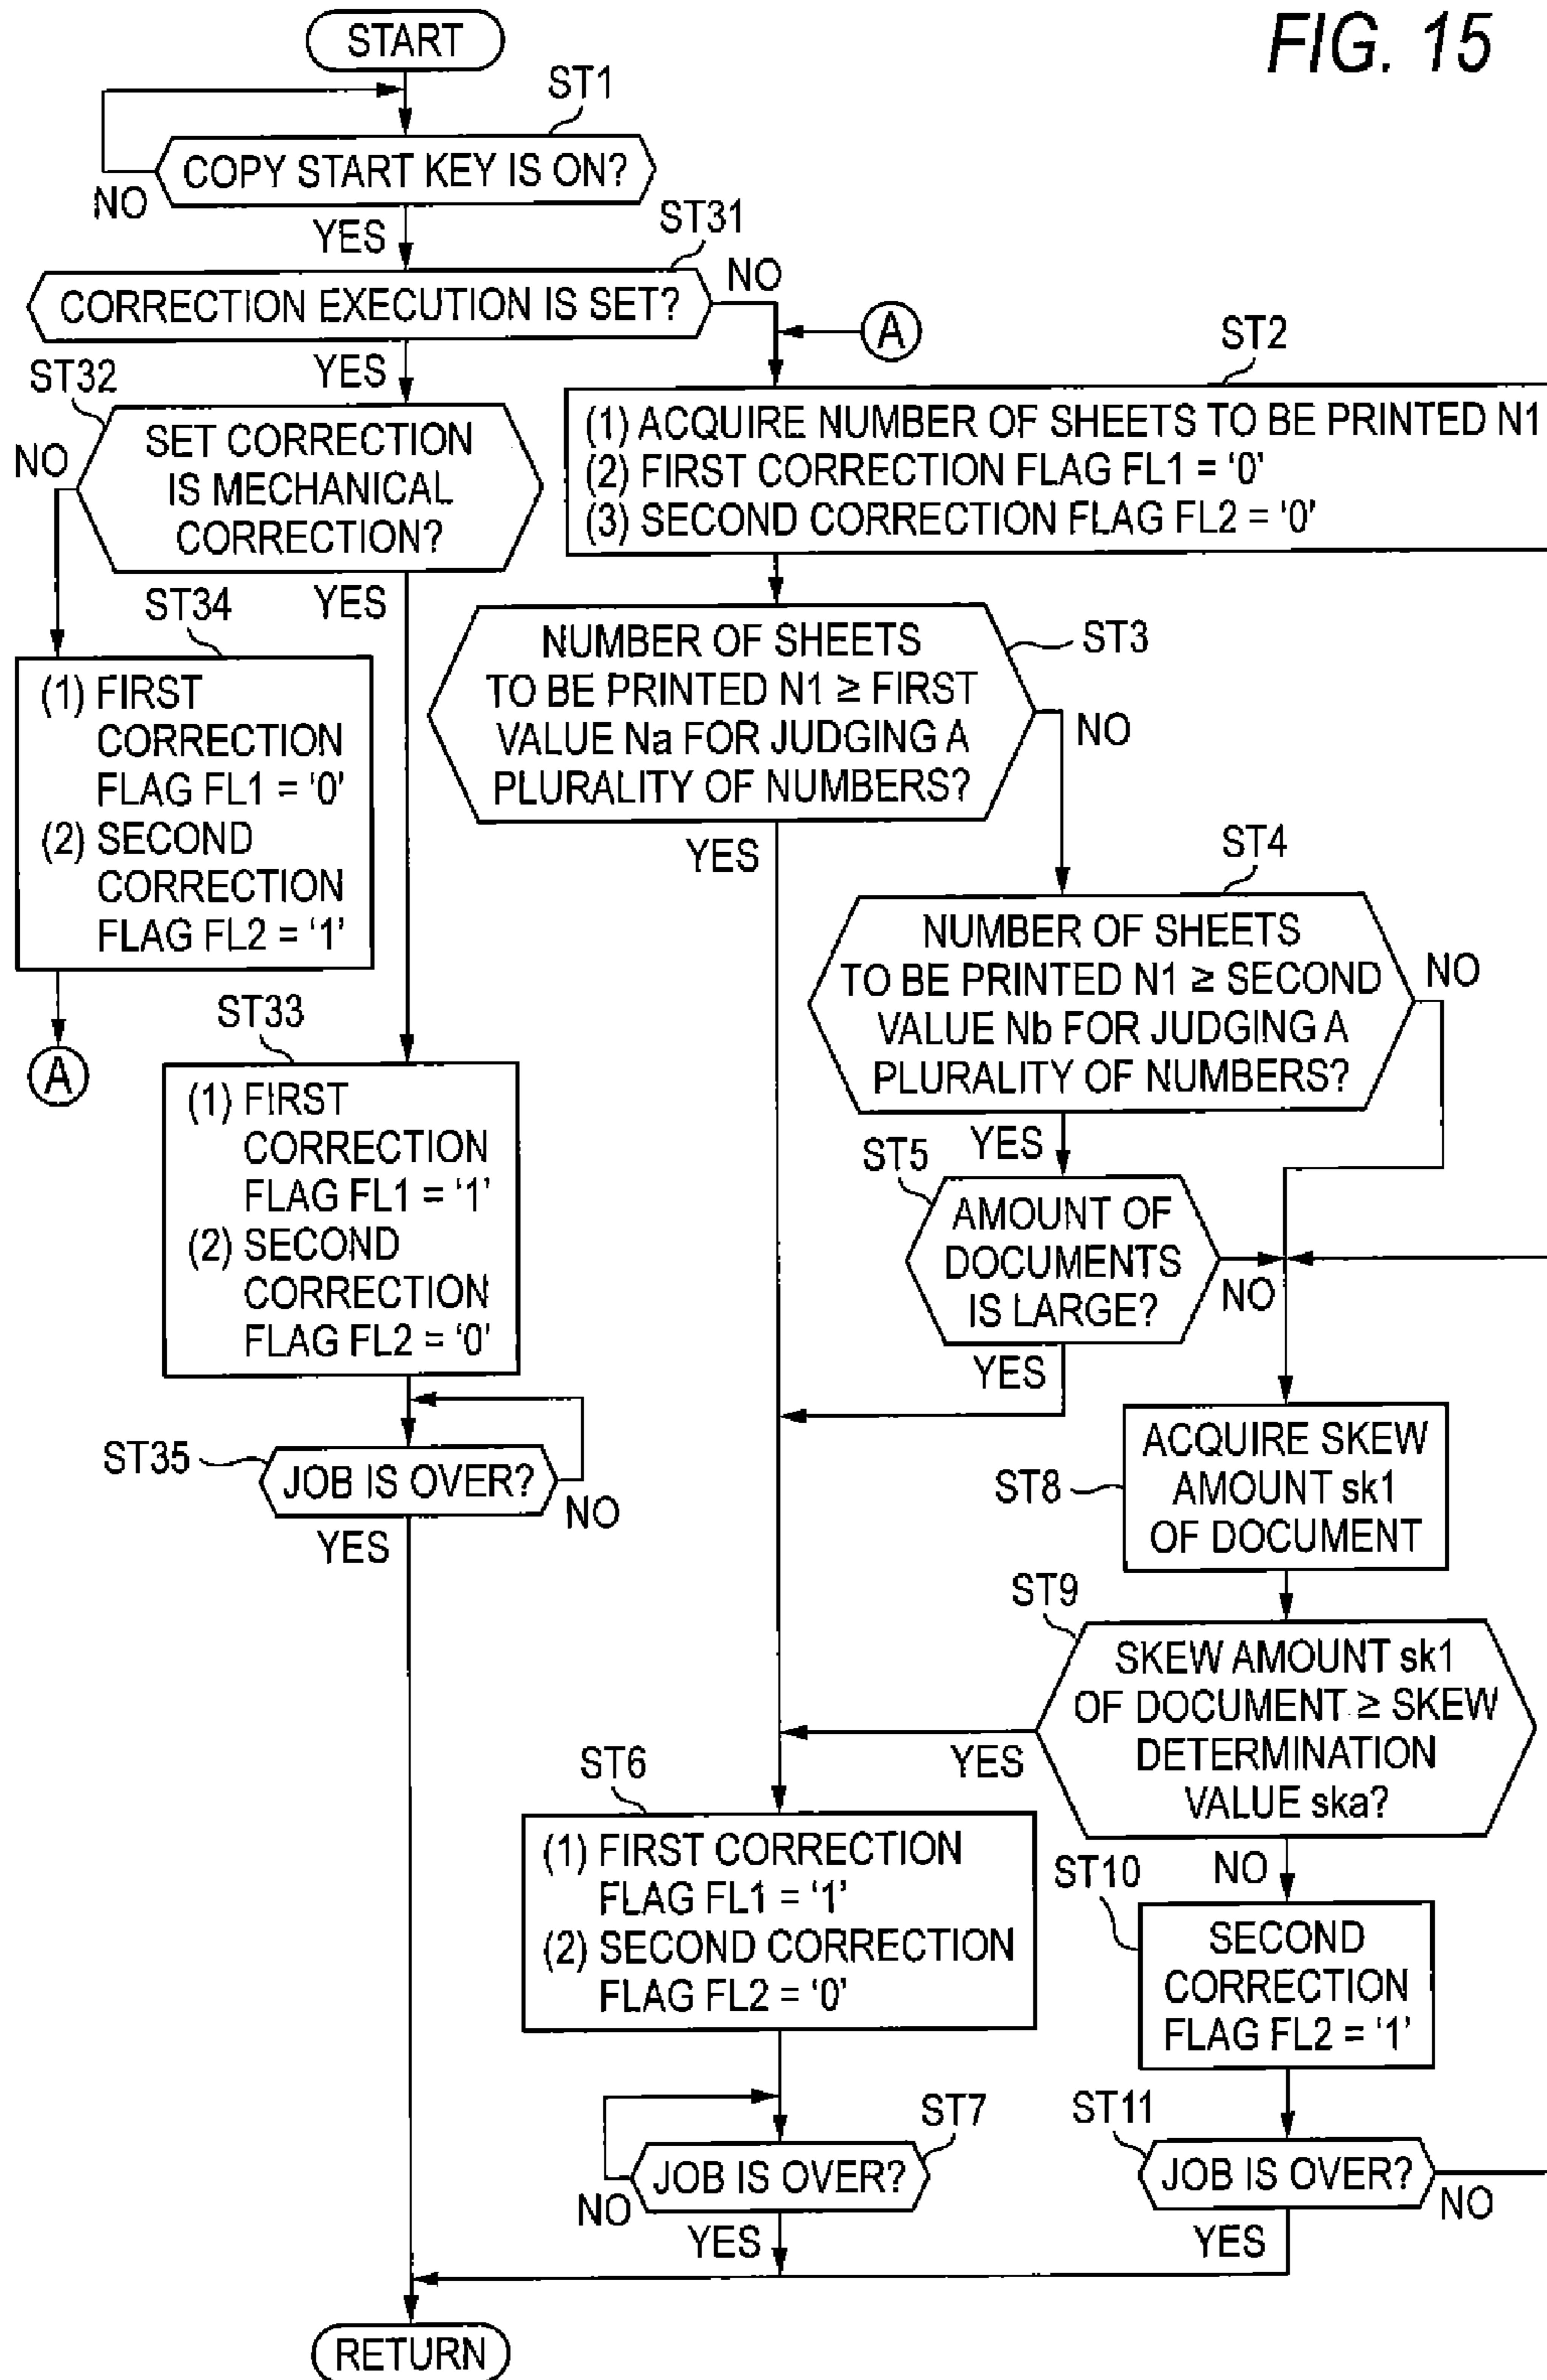 FIG. 15
START
ST1
COPY START KEY IS ON?
NO
YES
ST31
CORRECTION EXECUTION IS SET?
NO
A
YES
ST32
SET CORRECTION
IS MECHANICAL
CORRECTION?
NO
YES
ST2
(1) ACQUIRE NUMBER OF SHEETS TO BE PRINTED N1
(2) FIRST CORRECTION FLAG FL1 = '0'
(3) SECOND CORRECTION FLAG FL2 = '0'
ST34
(1) FIRST
CORRECTION
FLAG FL1 = '0'
(2) SECOND
CORRECTION
FLAG FL2 = '1'
A
ST3
NUMBER OF SHEETS
TO BE PRINTED N1 ≥ FIRST
VALUE Na FOR JUDGING A
PLURALITY OF NUMBERS?
NO
YES
ST4
NUMBER OF SHEETS
TO BE PRINTED N1 ≥ SECOND
VALUE Nb FOR JUDGING A
PLURALITY OF NUMBERS?
NO
YES
ST33
(1) FIRST
CORRECTION
FLAG FL1 = '1'
(2) SECOND
CORRECTION
FLAG FL2 = '0'
ST5
AMOUNT OF
DOCUMENTS
IS LARGE?
NO
YES
ST35
JOB IS OVER?
NO
YES
ST8
ACQUIRE SKEW
AMOUNT sk1
OF DOCUMENT
ST9
SKEW AMOUNT sk1
OF DOCUMENT ≥ SKEW
DETERMINATION
VALUE ska?
YES
NO
ST6
(1) FIRST CORRECTION
FLAG FL1 = '1'
(2) SECOND CORRECTION
FLAG FL2 = '0'
ST10
SECOND
CORRECTION
FLAG FL2 = '1'
ST7
JOB IS OVER?
NO
YES
ST11
JOB IS OVER?
NO
YES
RETURN